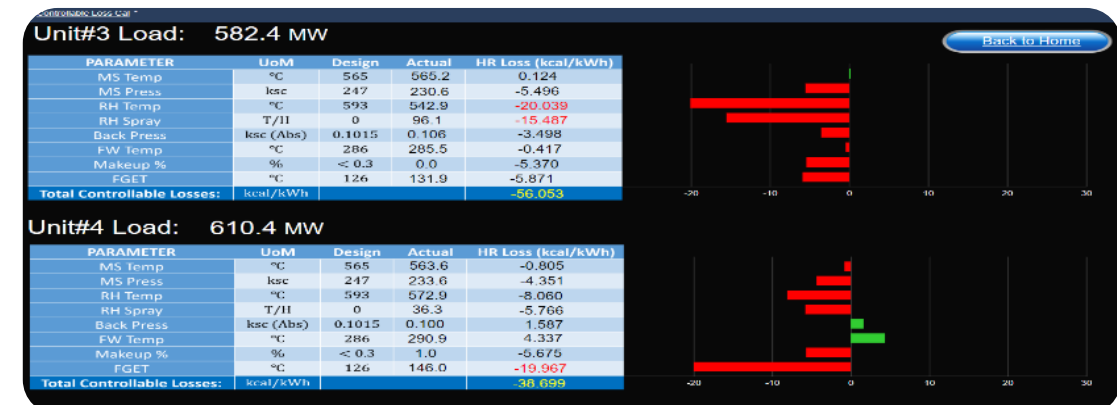 Controllable Loss Cal
Unit#3 Load: 582.4 MW
Back to Home
PARAMETER UoM Design Actual HR Loss (kcal/kWh)
MS Temp °C 565 565.2 0.124
MS Press ksc 247 230.6 -5.496
RH Temp °C 593 542.9 -20.039
RH Spray T/H 0 96.1 -15.487
Back Press ksc (Abs) 0.1015 0.106 -3.498
FW Temp °C 286 285.5 -0.417
Makeup % % < 0.3 0.0 -5.370
FGET °C 126 131.9 -5.871
Total Controllable Losses: kcal/kWh -56.053
-20 -10 0 10 20 30
Unit#4 Load: 610.4 MW
PARAMETER UoM Design Actual HR Loss (kcal/kWh)
MS Temp °C 565 563.6 -0.805
MS Press ksc 247 233.6 -4.351
RH Temp °C 593 572.9 -8.060
RH Spray T/H 0 36.3 -5.766
Back Press ksc (Abs) 0.1015 0.100 1.587
FW Temp °C 286 290.9 4.337
Makeup % % < 0.3 1.0 -5.675
FGET °C 126 146.0 -19.967
Total Controllable Losses: kcal/kWh -38.699
-20 -10 0 10 20 30